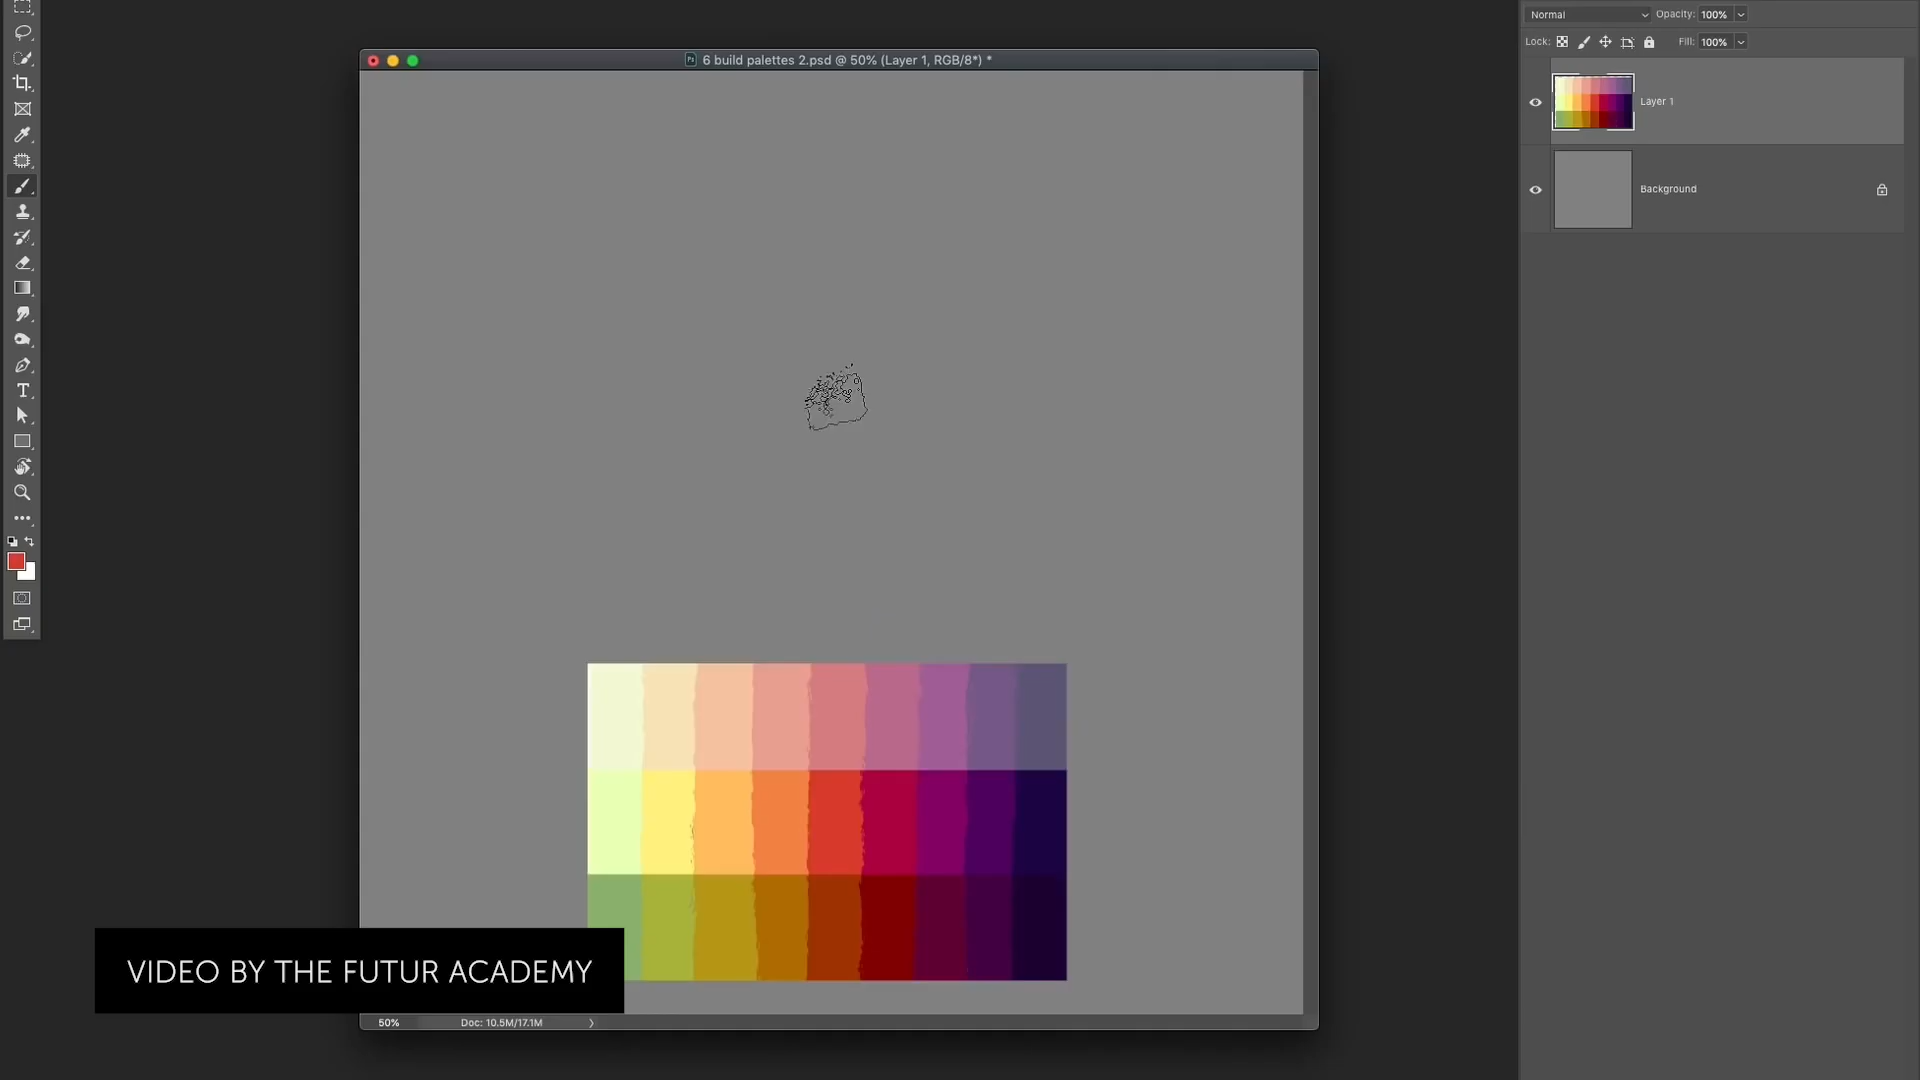 Normal
Opacity: 100%
Lock:
Fill: 100%
Ps 6 build palettes 2.psd @ 50% (Layer 1, RGB/8*) *
Layer 1
Background
T
VIDEO BY THE FUTUR ACADEMY
50%
Doc: 10.5M/17.1M